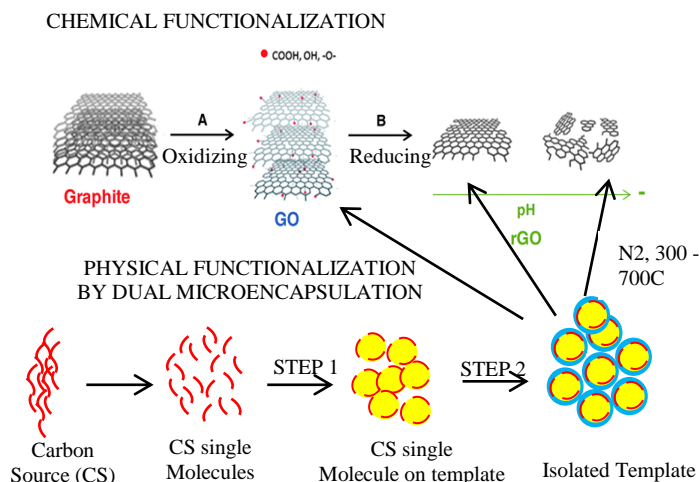 CHEMICAL FUNCTIONALIZATION
COOH, OH, -O-
A
Oxidizing
B
Reducing
Graphite
GO
pH
-
rGO
N2, 300 -
700C
PHYSICAL FUNCTIONALIZATION
BY DUAL MICROENCAPSULATION
STEP 1
STEP 2
Carbon
Source (CS)
CS single
Molecules
CS single
Molecule on template
Isolated Template